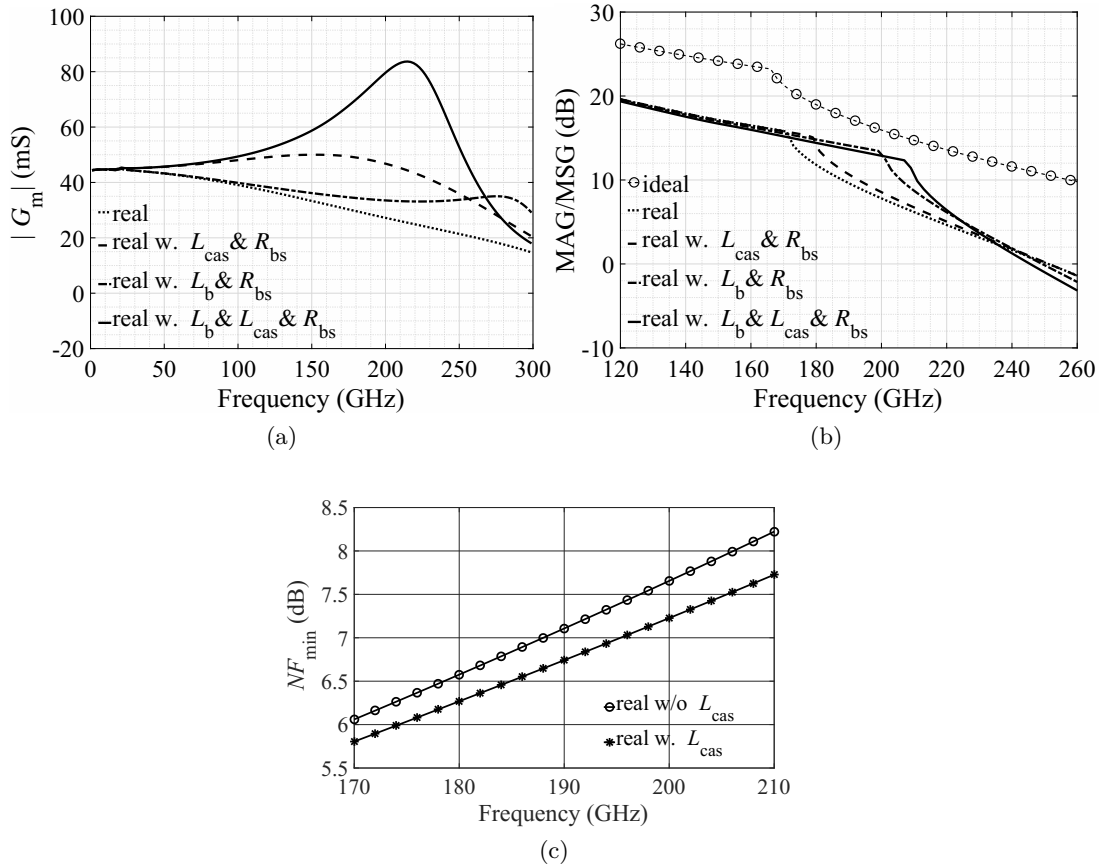 100
80
60
40
20
0
-20
| G_m| (mS)
real
real w. L_cas & R_bs
real w. L_b & R_bs
real w. L_b & L_cas & R_bs
0 50 100 150 200 250 300
Frequency (GHz)
(a)
30
20
10
0
-10
MAG/MSG (dB)
ideal
real
real w. L_cas & R_bs
real w. L_b & R_bs
real w. L_b & L_cas & R_bs
120 140 160 180 200 220 240 260
Frequency (GHz)
(b)
8.5
8
7.5
7
6.5
6
5.5
NF_min (dB)
real w/o L_cas
real w. L_cas
170 180 190 200 210
Frequency (GHz)
(c)